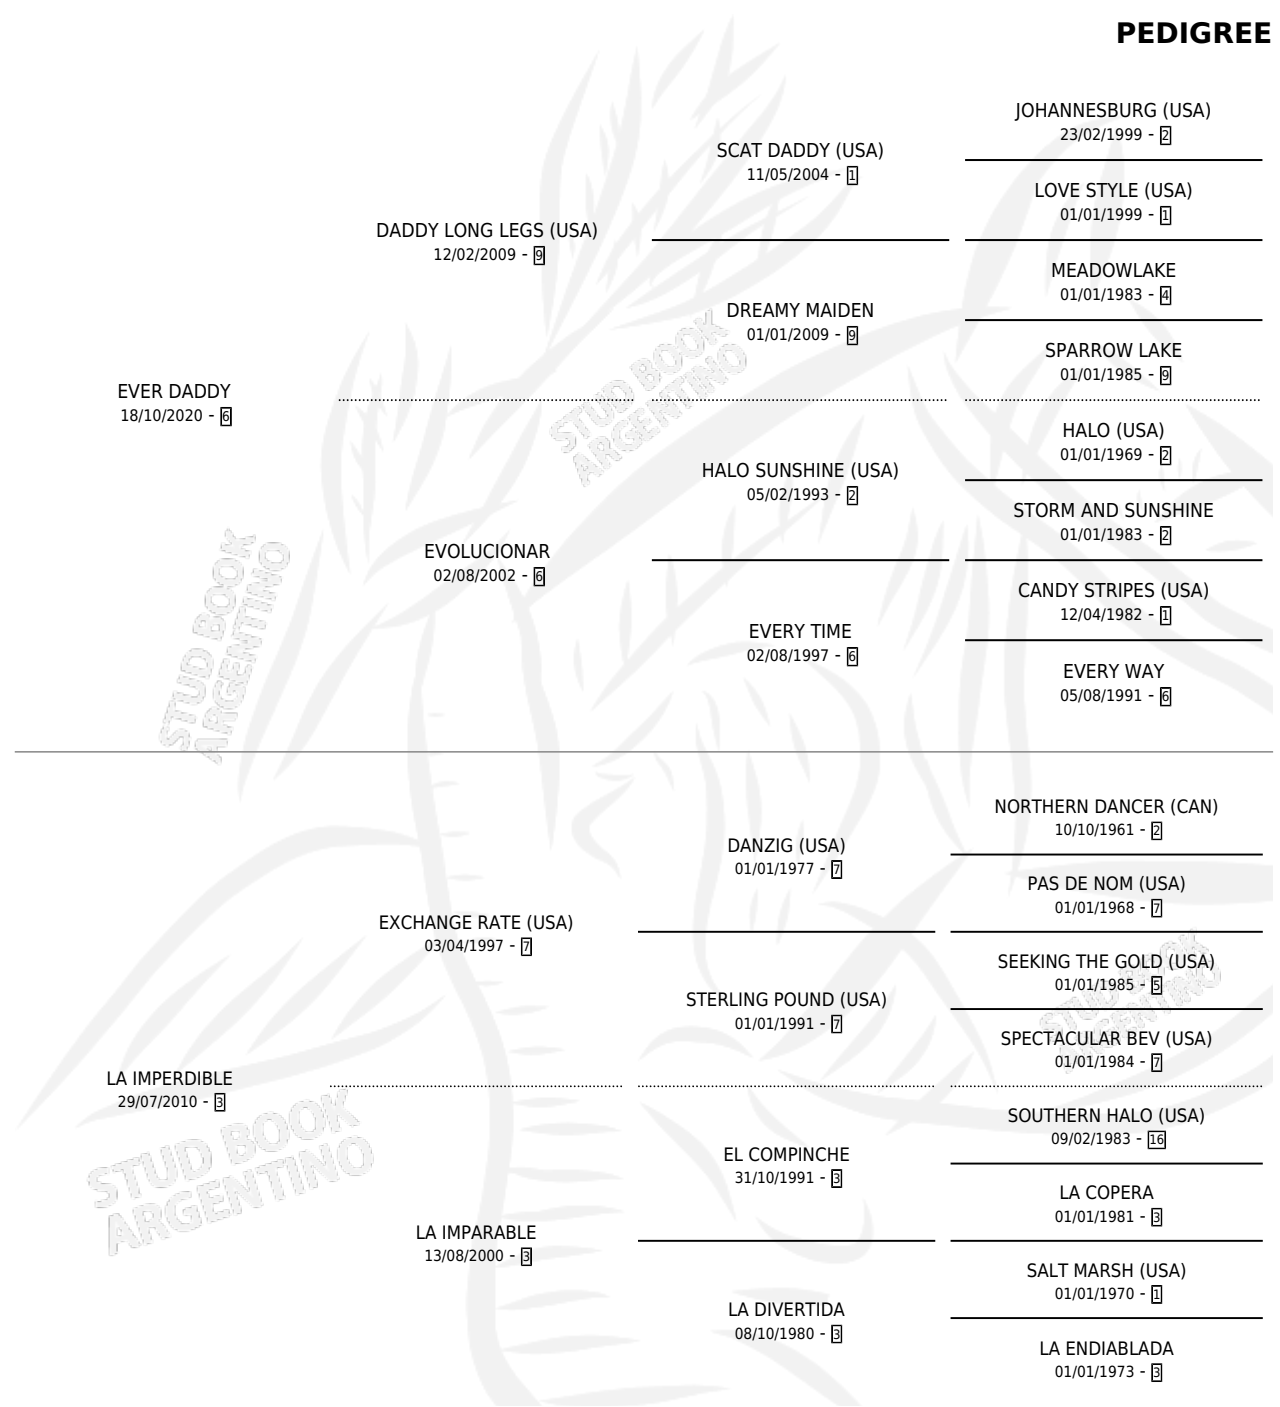 PEDIGREE
JOHANNESBURG (USA)
23/02/1999 - 2
SCAT DADDY (USA)
11/05/2004 - 1
LOVE STYLE (USA)
01/01/1999 - 1
DADDY LONG LEGS (USA)
12/02/2009 - 9
MEADOWLAKE
01/01/1983 - 4
DREAMY MAIDEN
01/01/2009 - 9
SPARROW LAKE
01/01/1985 - 9
EVER DADDY
18/10/2020 - 6
HALO (USA)
01/01/1969 - 2
HALO SUNSHINE (USA)
05/02/1993 - 2
STORM AND SUNSHINE
01/01/1983 - 2
EVOLUCIONAR
02/08/2002 - 6
CANDY STRIPES (USA)
12/04/1982 - 1
EVERY TIME
02/08/1997 - 6
EVERY WAY
05/08/1991 - 6
NORTHERN DANCER (CAN)
10/10/1961 - 2
DANZIG (USA)
01/01/1977 - 7
PAS DE NOM (USA)
01/01/1968 - 7
EXCHANGE RATE (USA)
03/04/1997 - 7
SEEKING THE GOLD (USA)
01/01/1985 - 5
STERLING POUND (USA)
01/01/1991 - 7
SPECTACULAR BEV (USA)
01/01/1984 - 7
LA IMPERDIBLE
29/07/2010 - 3
SOUTHERN HALO (USA)
09/02/1983 - 16
EL COMPINCHE
31/10/1991 - 3
LA COPERA
01/01/1981 - 3
LA IMPARABLE
13/08/2000 - 3
SALT MARSH (USA)
01/01/1970 - 1
LA DIVERTIDA
08/10/1980 - 3
LA ENDIABLADA
01/01/1973 - 3
STUD BOOK
ARGENTINO
STUD BOOK
ARGENTINO
STUD BOOK
ARGENTINO
STUD BOOK
ARGENTINO